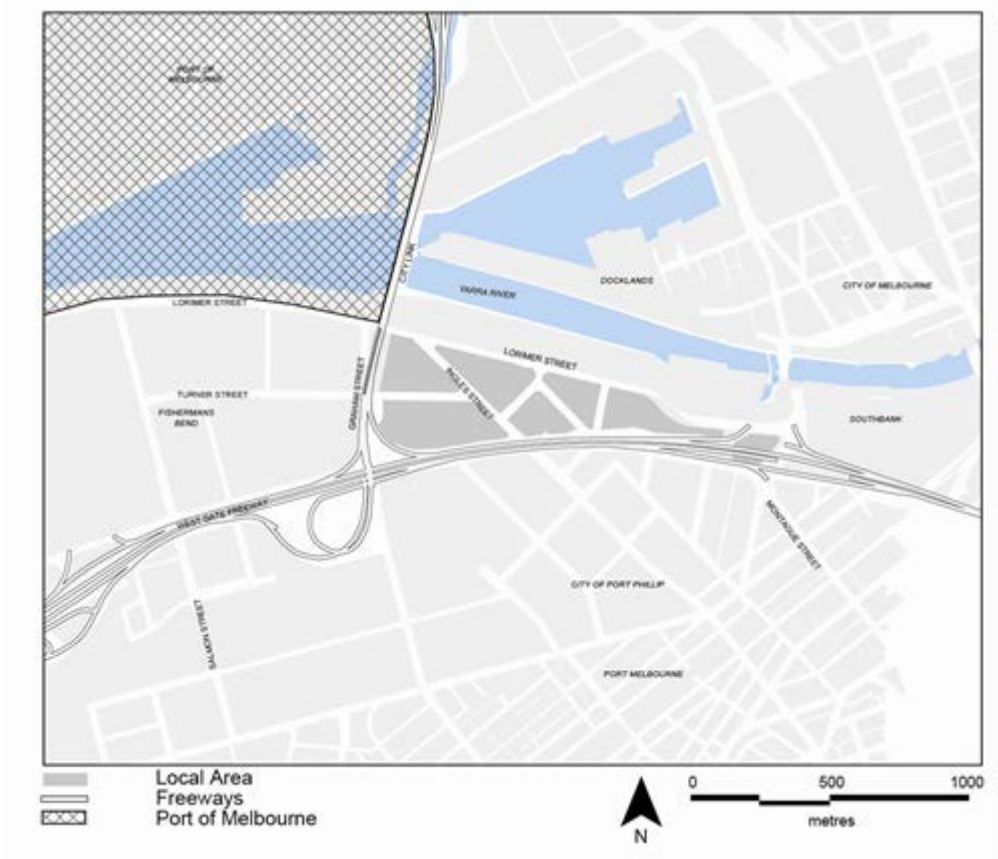 PORT OF
MELBOURNE
CITY LINK
YARRA RIVER
DOCKLANDS
CITY OF MELBOURNE
LORIMER STREET
LORIMER STREET
TURNER STREET
FISHERMANS
BEND
GRAHAM STREET
INGLES STREET
SOUTHBANK
WEST GATE FREEWAY
MONTAGUE STREET
CITY OF PORT PHILLIP
SALMON STREET
PORT MELBOURNE
Local Area
Freeways
Port of Melbourne
N
0 500 1000
metres